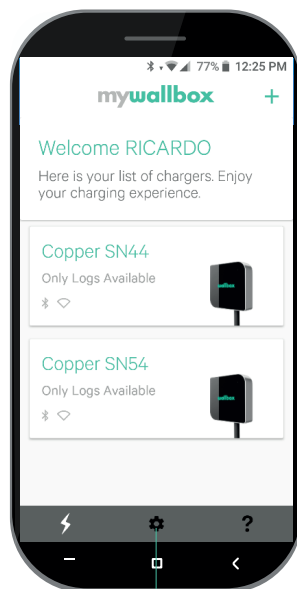 77% 12:25 PM
mywallbox
+
Welcome RICARDO
Here is your list of chargers. Enjoy
your charging experience.
Copper SN44
Only Logs Available
wallbox
Copper SN54
Only Logs Available
wallbox
?